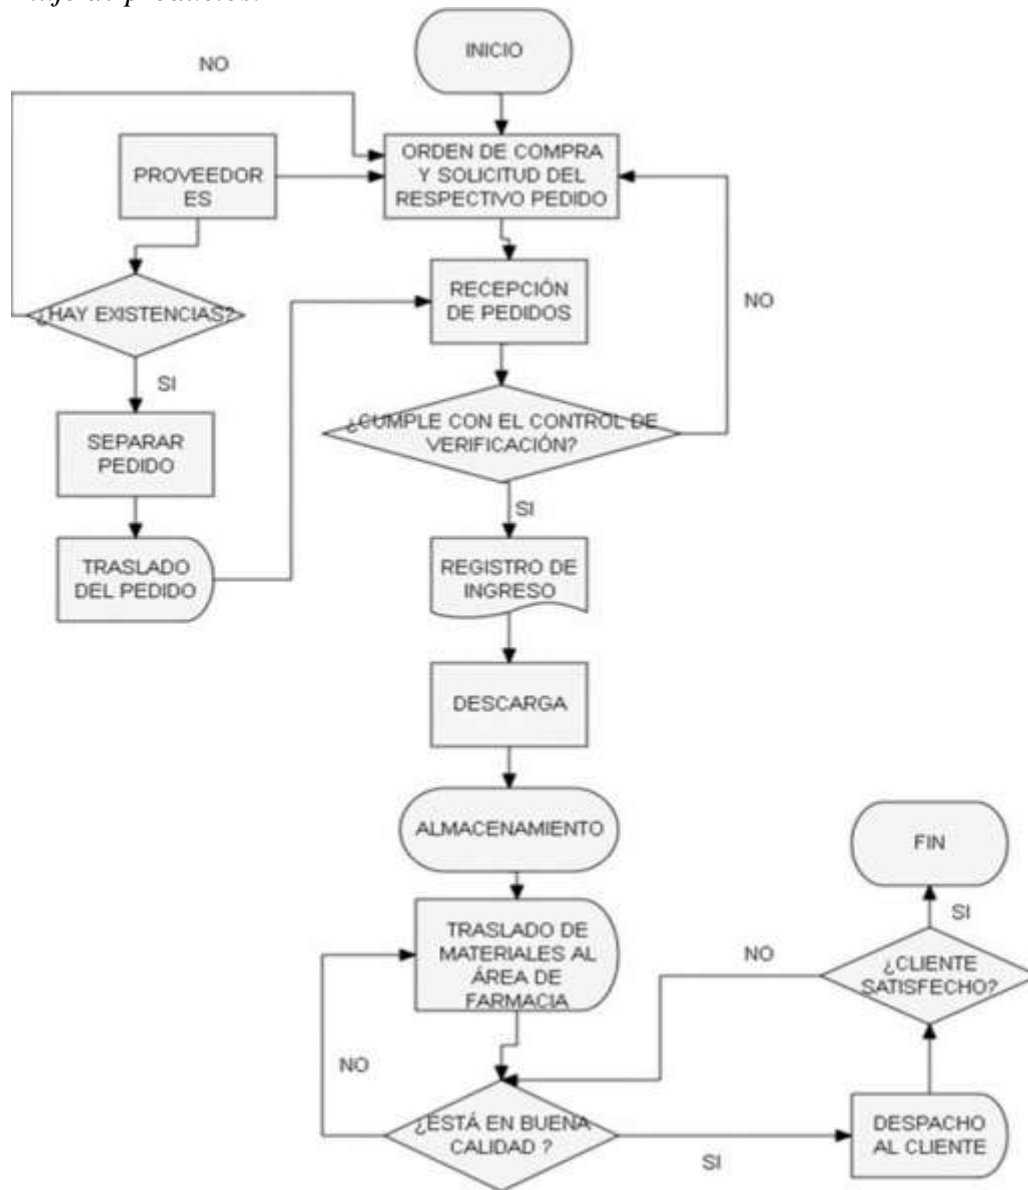 INICIO
NO
ORDEN DE COMPRA
Y SOLICITUD DEL
RESPECTIVO PEDIDO
PROVEEDOR
ES
¿HAY EXISTENCIAS?
RECEPCIÓN
DE PEDIDOS
NO
SI
¿CUMPLE CON EL CONTROL DE
VERIFICACIÓN?
SEPARAR
PEDIDO
SI
TRASLADO
DEL PEDIDO
REGISTRO DE
INGRESO
DESCARGA
ALMACENAMIENTO
FIN
SI
TRASLADO DE
MATERIALES AL
ÁREA DE
FARMACIA
NO
¿CLIENTE
SATISFECHO?
NO
¿ESTÁ EN BUENA
CALIDAD ?
SI
DESPACHO
AL CLIENTE